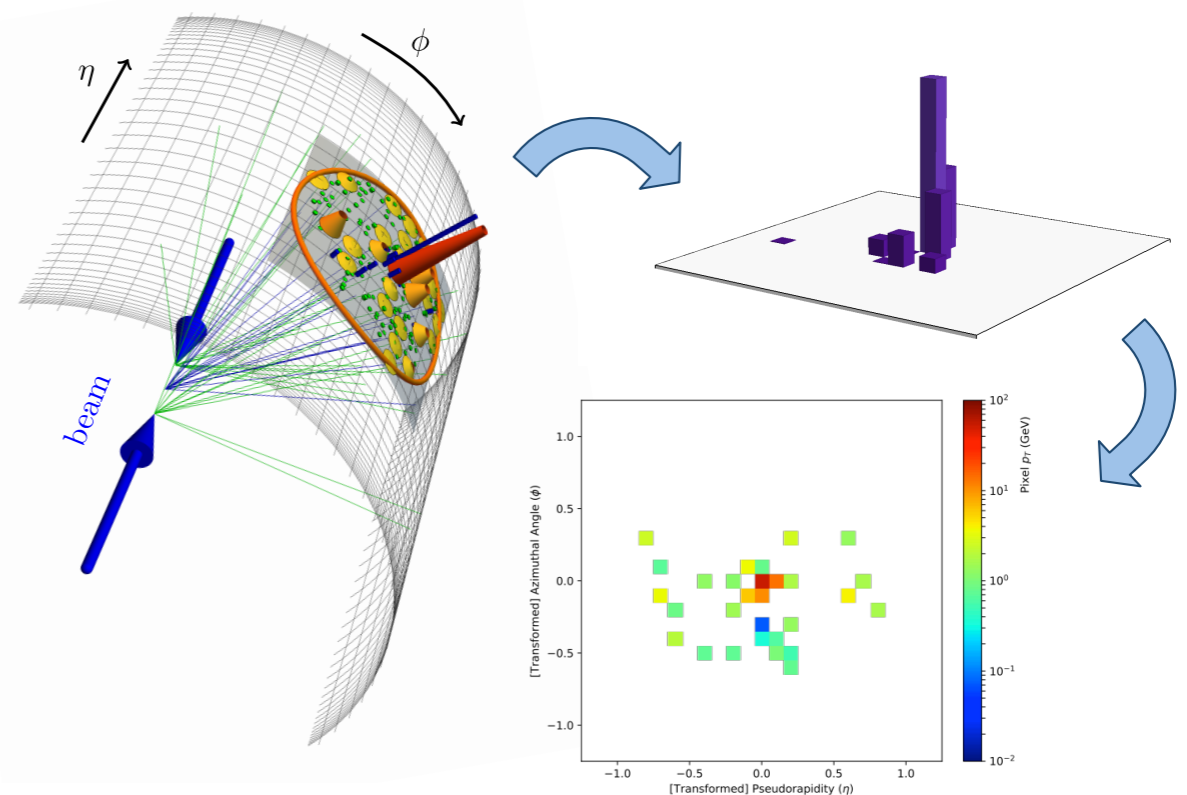 η
ϕ
beam
1.0
0.5
0.0
−0.5
−1.0
[Transformed] Azimuthal Angle (ϕ)
−1.0 −0.5 0.0 0.5 1.0
[Transformed] Pseudorapidity (η)
10²
10¹
10⁰
10⁻¹
10⁻²
Pixel p_T (GeV)